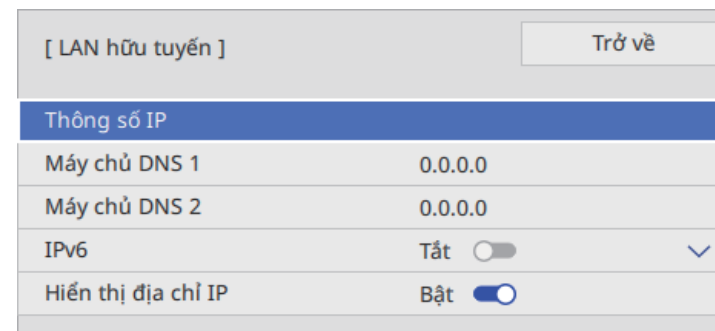 [ LAN hữu tuyến ] Trở về
Thông số IP
Máy chủ DNS 1 0.0.0.0
Máy chủ DNS 2 0.0.0.0
IPv6 Tắt
Hiển thị địa chỉ IP Bật